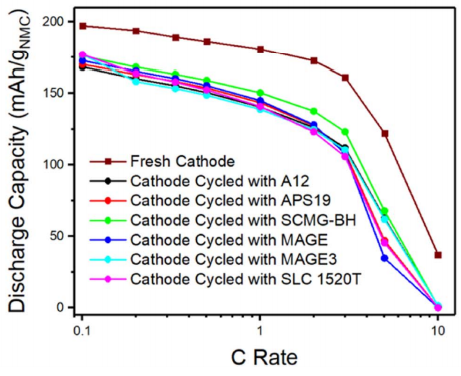 Discharge Capacity (mAh/gNMC)
200
150
100
50
0
Fresh Cathode
Cathode Cycled with A12
Cathode Cycled with APS19
Cathode Cycled with SCMG-BH
Cathode Cycled with MAGE
Cathode Cycled with MAGE3
Cathode Cycled with SLC 1520T
0.1 1 10
C Rate